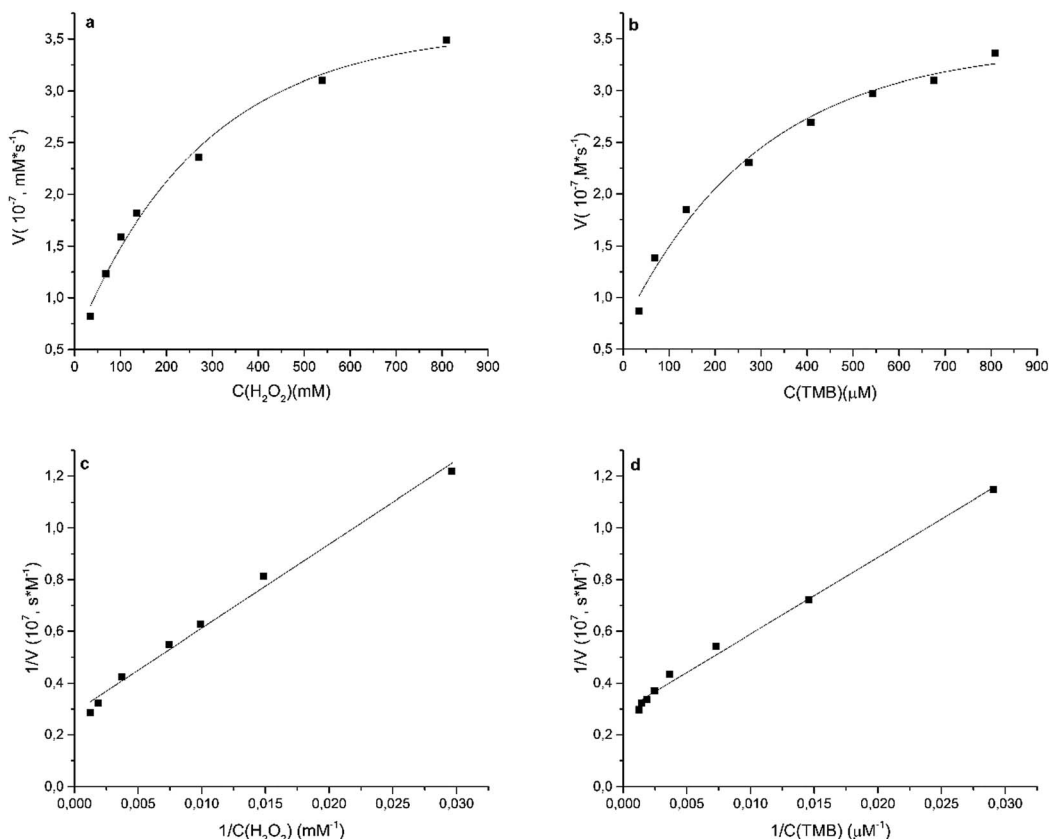 a
3,5
3,0
2,5
2,0
1,5
1,0
0,5
V( 10⁻⁷, mM*s⁻¹)
0 100 200 300 400 500 600 700 800 900
C(H₂O₂)(mM)
b
3,5
3,0
2,5
2,0
1,5
1,0
0,5
V( 10⁻⁷,M*s⁻¹)
0 100 200 300 400 500 600 700 800 900
C(TMB)(μM)
c
1,2
1,0
0,8
0,6
0,4
0,2
0,0
1/V (10⁷, s*M⁻¹)
0,000 0,005 0,010 0,015 0,020 0,025 0,030
1/C(H₂O₂) (mM⁻¹)
d
1,2
1,0
0,8
0,6
0,4
0,2
0,0
1/V (10⁷, s*M⁻¹)
0,000 0,005 0,010 0,015 0,020 0,025 0,030
1/C(TMB) (μM⁻¹)